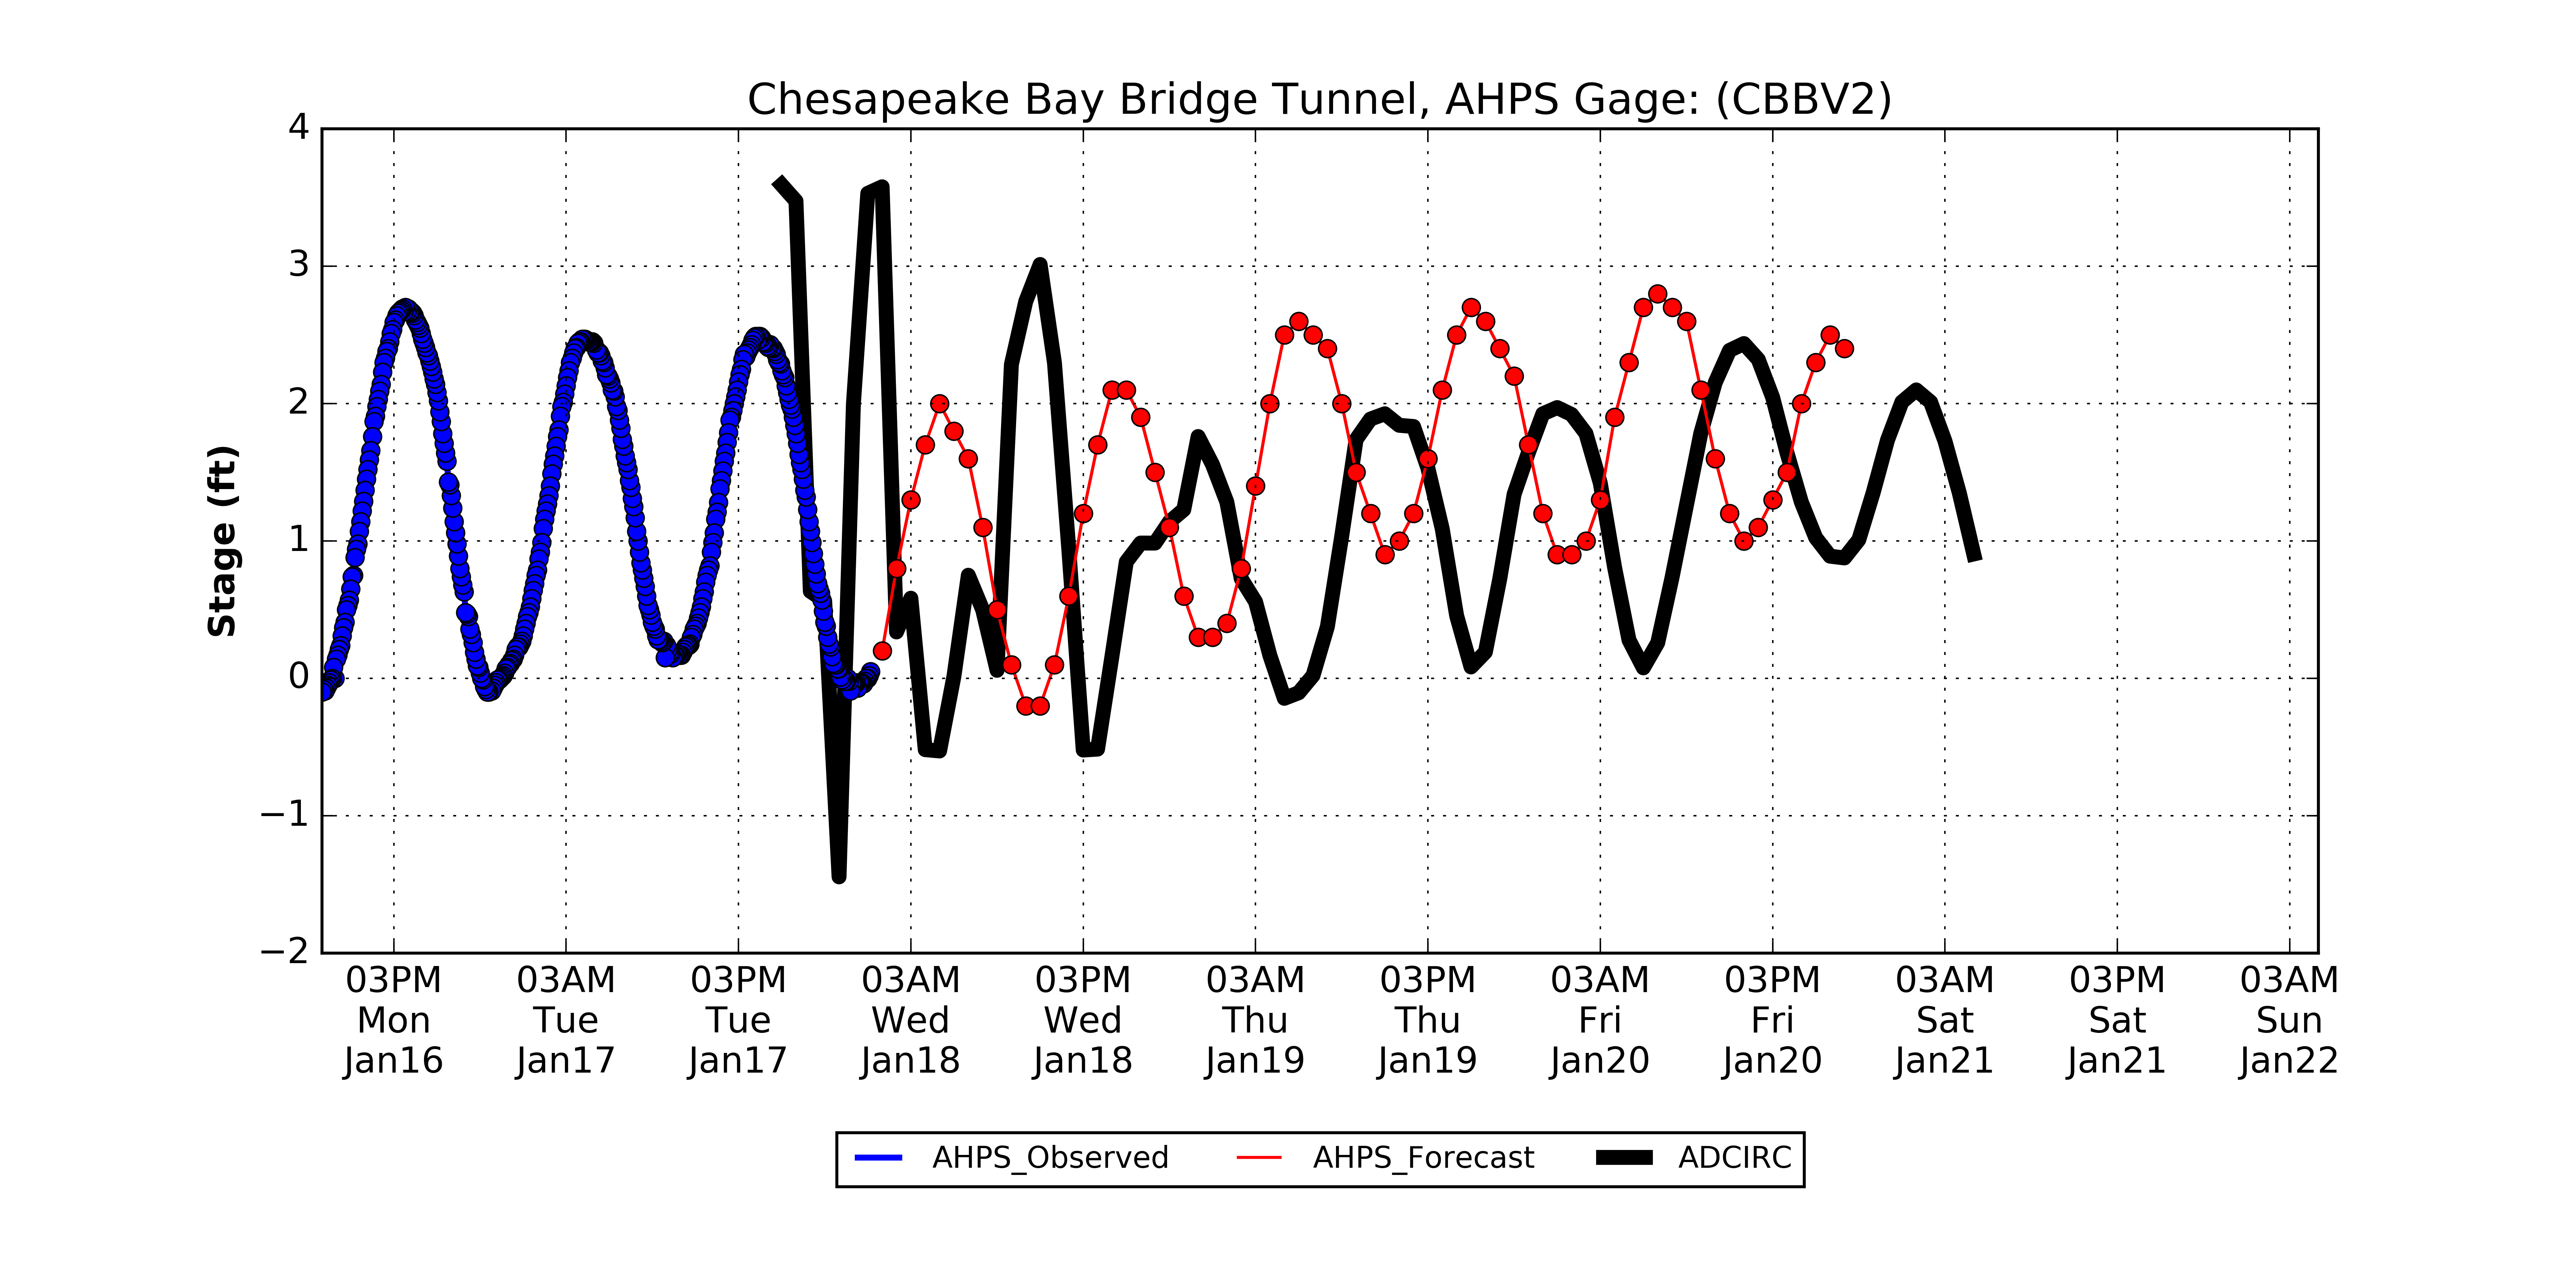 Chesapeake Bay Bridge Tunnel, AHPS Gage: (CBBV2)
4
3
2
1
0
−1
−2
Stage (ft)
03PM 03AM 03PM 03AM 03PM 03AM 03PM 03AM 03PM 03AM 03PM 03AM
Mon Tue Tue Wed Wed Thu Thu Fri Fri Sat Sat Sun
Jan16 Jan17 Jan17 Jan18 Jan18 Jan19 Jan19 Jan20 Jan20 Jan21 Jan21 Jan22
AHPS_Observed AHPS_Forecast ADCIRC